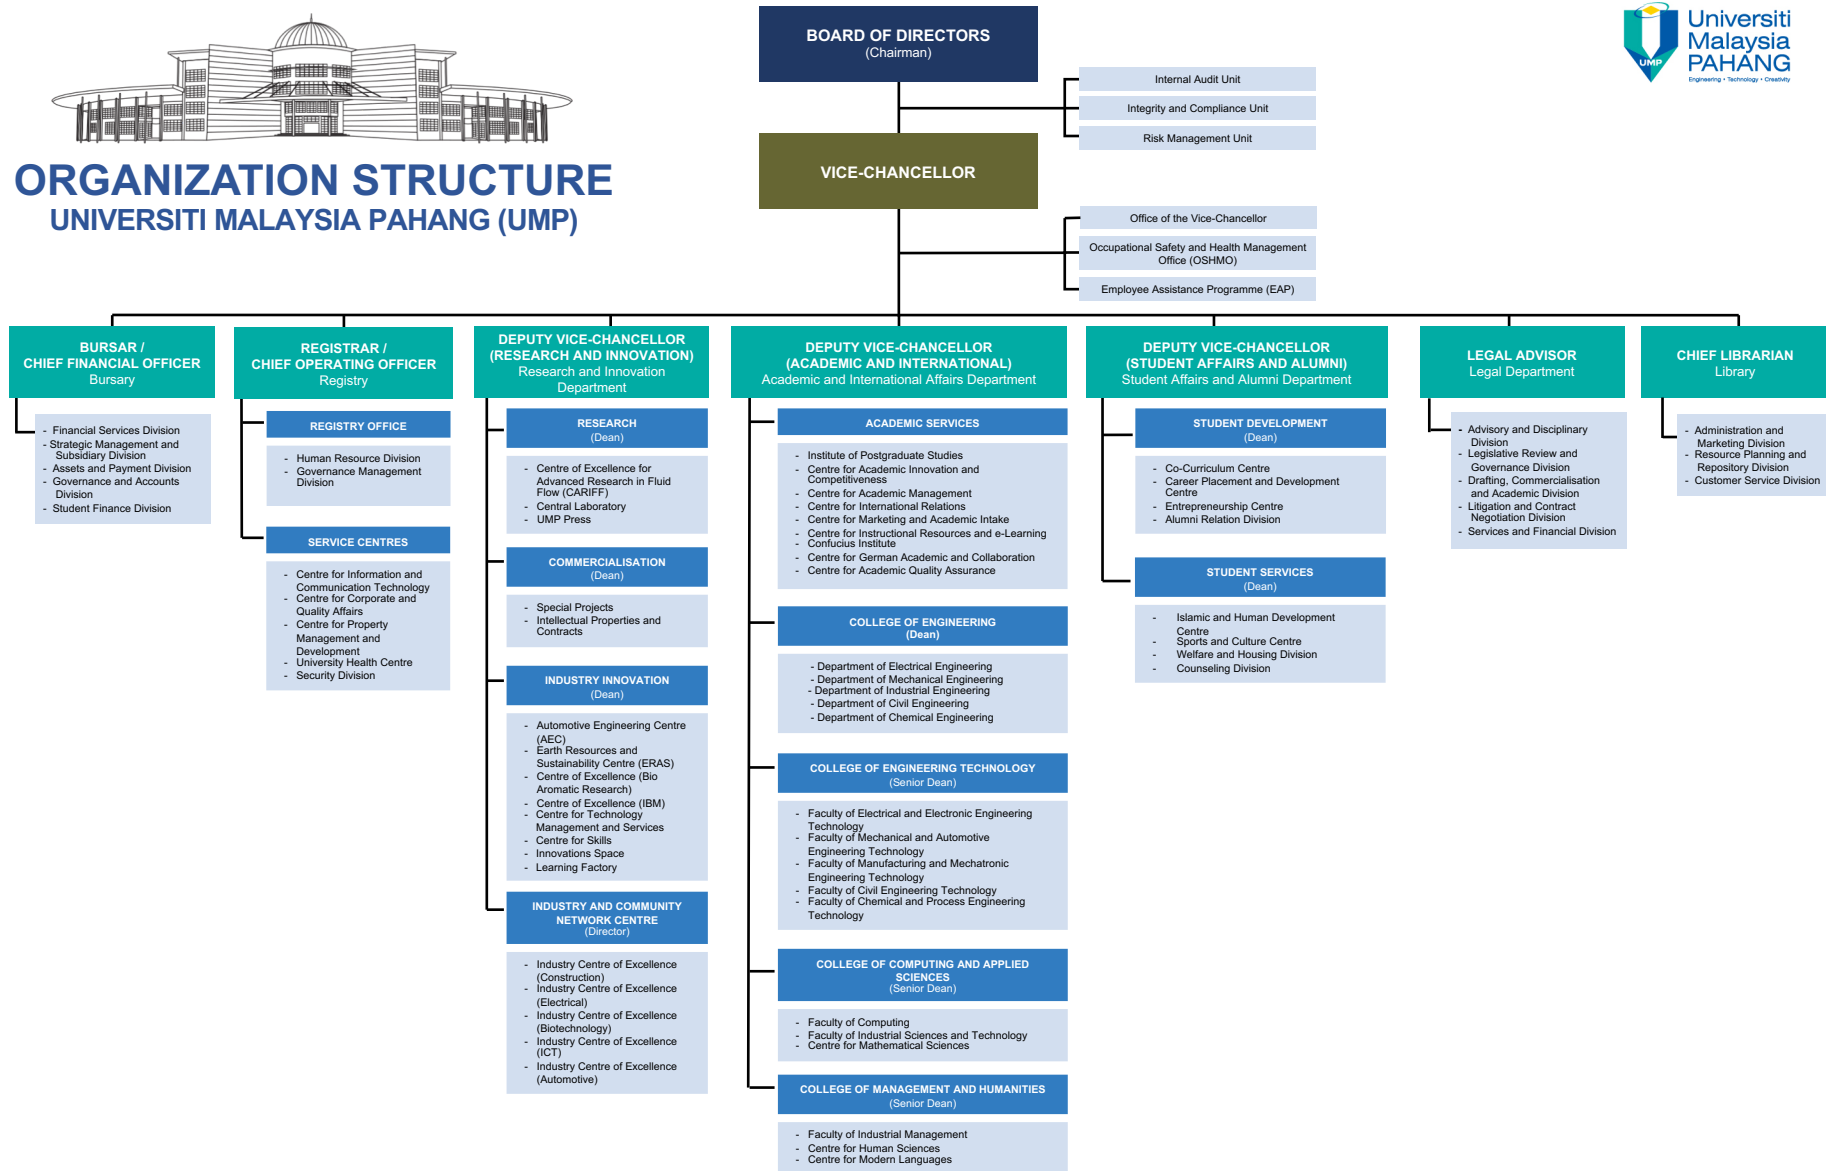 BOARD OF DIRECTORS
(Chairman)
Universiti
Malaysia
PAHANG
Engineering • Technology • Creativity
UMP
Internal Audit Unit
Integrity and Compliance Unit
Risk Management Unit
ORGANIZATION STRUCTURE
UNIVERSITI MALAYSIA PAHANG (UMP)
VICE-CHANCELLOR
Office of the Vice-Chancellor
Occupational Safety and Health Management
Office (OSHMO)
Employee Assistance Programme (EAP)
BURSAR /
CHIEF FINANCIAL OFFICER
Bursary
- Financial Services Division
- Strategic Management and
Subsidiary Division
- Assets and Payment Division
- Governance and Accounts
Division
- Student Finance Division
REGISTRAR /
CHIEF OPERATING OFFICER
Registry
REGISTRY OFFICE
- Human Resource Division
- Governance Management
Division
SERVICE CENTRES
- Centre for Information and
Communication Technology
- Centre for Corporate and
Quality Affairs
- Centre for Property
Management and
Development
- University Health Centre
- Security Division
DEPUTY VICE-CHANCELLOR
(RESEARCH AND INNOVATION)
Research and Innovation
Department
RESEARCH
(Dean)
- Centre of Excellence for
Advanced Research in Fluid
Flow (CARIFF)
- Central Laboratory
- UMP Press
COMMERCIALISATION
(Dean)
- Special Projects
- Intellectual Properties and
Contracts
INDUSTRY INNOVATION
(Dean)
- Automotive Engineering Centre
(AEC)
- Earth Resources and
Sustainability Centre (ERAS)
- Centre of Excellence (Bio
Aromatic Research)
- Centre of Excellence (IBM)
- Centre for Technology
Management and Services
- Centre for Skills
- Innovations Space
- Learning Factory
INDUSTRY AND COMMUNITY
NETWORK CENTRE
(Director)
- Industry Centre of Excellence
(Construction)
- Industry Centre of Excellence
(Electrical)
- Industry Centre of Excellence
(Biotechnology)
- Industry Centre of Excellence
(ICT)
- Industry Centre of Excellence
(Automotive)
DEPUTY VICE-CHANCELLOR
(ACADEMIC AND INTERNATIONAL)
Academic and International Affairs Department
ACADEMIC SERVICES
- Institute of Postgraduate Studies
- Centre for Academic Innovation and
Competitiveness
- Centre for Academic Management
- Centre for International Relations
- Centre for Marketing and Academic Intake
- Centre for Instructional Resources and e-Learning
- Confucius Institute
- Centre for German Academic and Collaboration
- Centre for Academic Quality Assurance
COLLEGE OF ENGINEERING
(Dean)
- Department of Electrical Engineering
- Department of Mechanical Engineering
- Department of Industrial Engineering
- Department of Civil Engineering
- Department of Chemical Engineering
COLLEGE OF ENGINEERING TECHNOLOGY
(Senior Dean)
- Faculty of Electrical and Electronic Engineering
Technology
- Faculty of Mechanical and Automotive
Engineering Technology
- Faculty of Manufacturing and Mechatronic
Engineering Technology
- Faculty of Civil Engineering Technology
- Faculty of Chemical and Process Engineering
Technology
COLLEGE OF COMPUTING AND APPLIED
SCIENCES
(Senior Dean)
- Faculty of Computing
- Faculty of Industrial Sciences and Technology
- Centre for Mathematical Sciences
COLLEGE OF MANAGEMENT AND HUMANITIES
(Senior Dean)
- Faculty of Industrial Management
- Centre for Human Sciences
- Centre for Modern Languages
DEPUTY VICE-CHANCELLOR
(STUDENT AFFAIRS AND ALUMNI)
Student Affairs and Alumni Department
STUDENT DEVELOPMENT
(Dean)
- Co-Curriculum Centre
- Career Placement and Development
Centre
- Entrepreneurship Centre
- Alumni Relation Division
STUDENT SERVICES
(Dean)
- Islamic and Human Development
Centre
- Sports and Culture Centre
- Welfare and Housing Division
- Counseling Division
LEGAL ADVISOR
Legal Department
- Advisory and Disciplinary
Division
- Legislative Review and
Governance Division
- Drafting, Commercialisation
and Academic Division
- Litigation and Contract
Negotiation Division
- Services and Financial Division
CHIEF LIBRARIAN
Library
- Administration and
Marketing Division
- Resource Planning and
Repository Division
- Customer Service Division